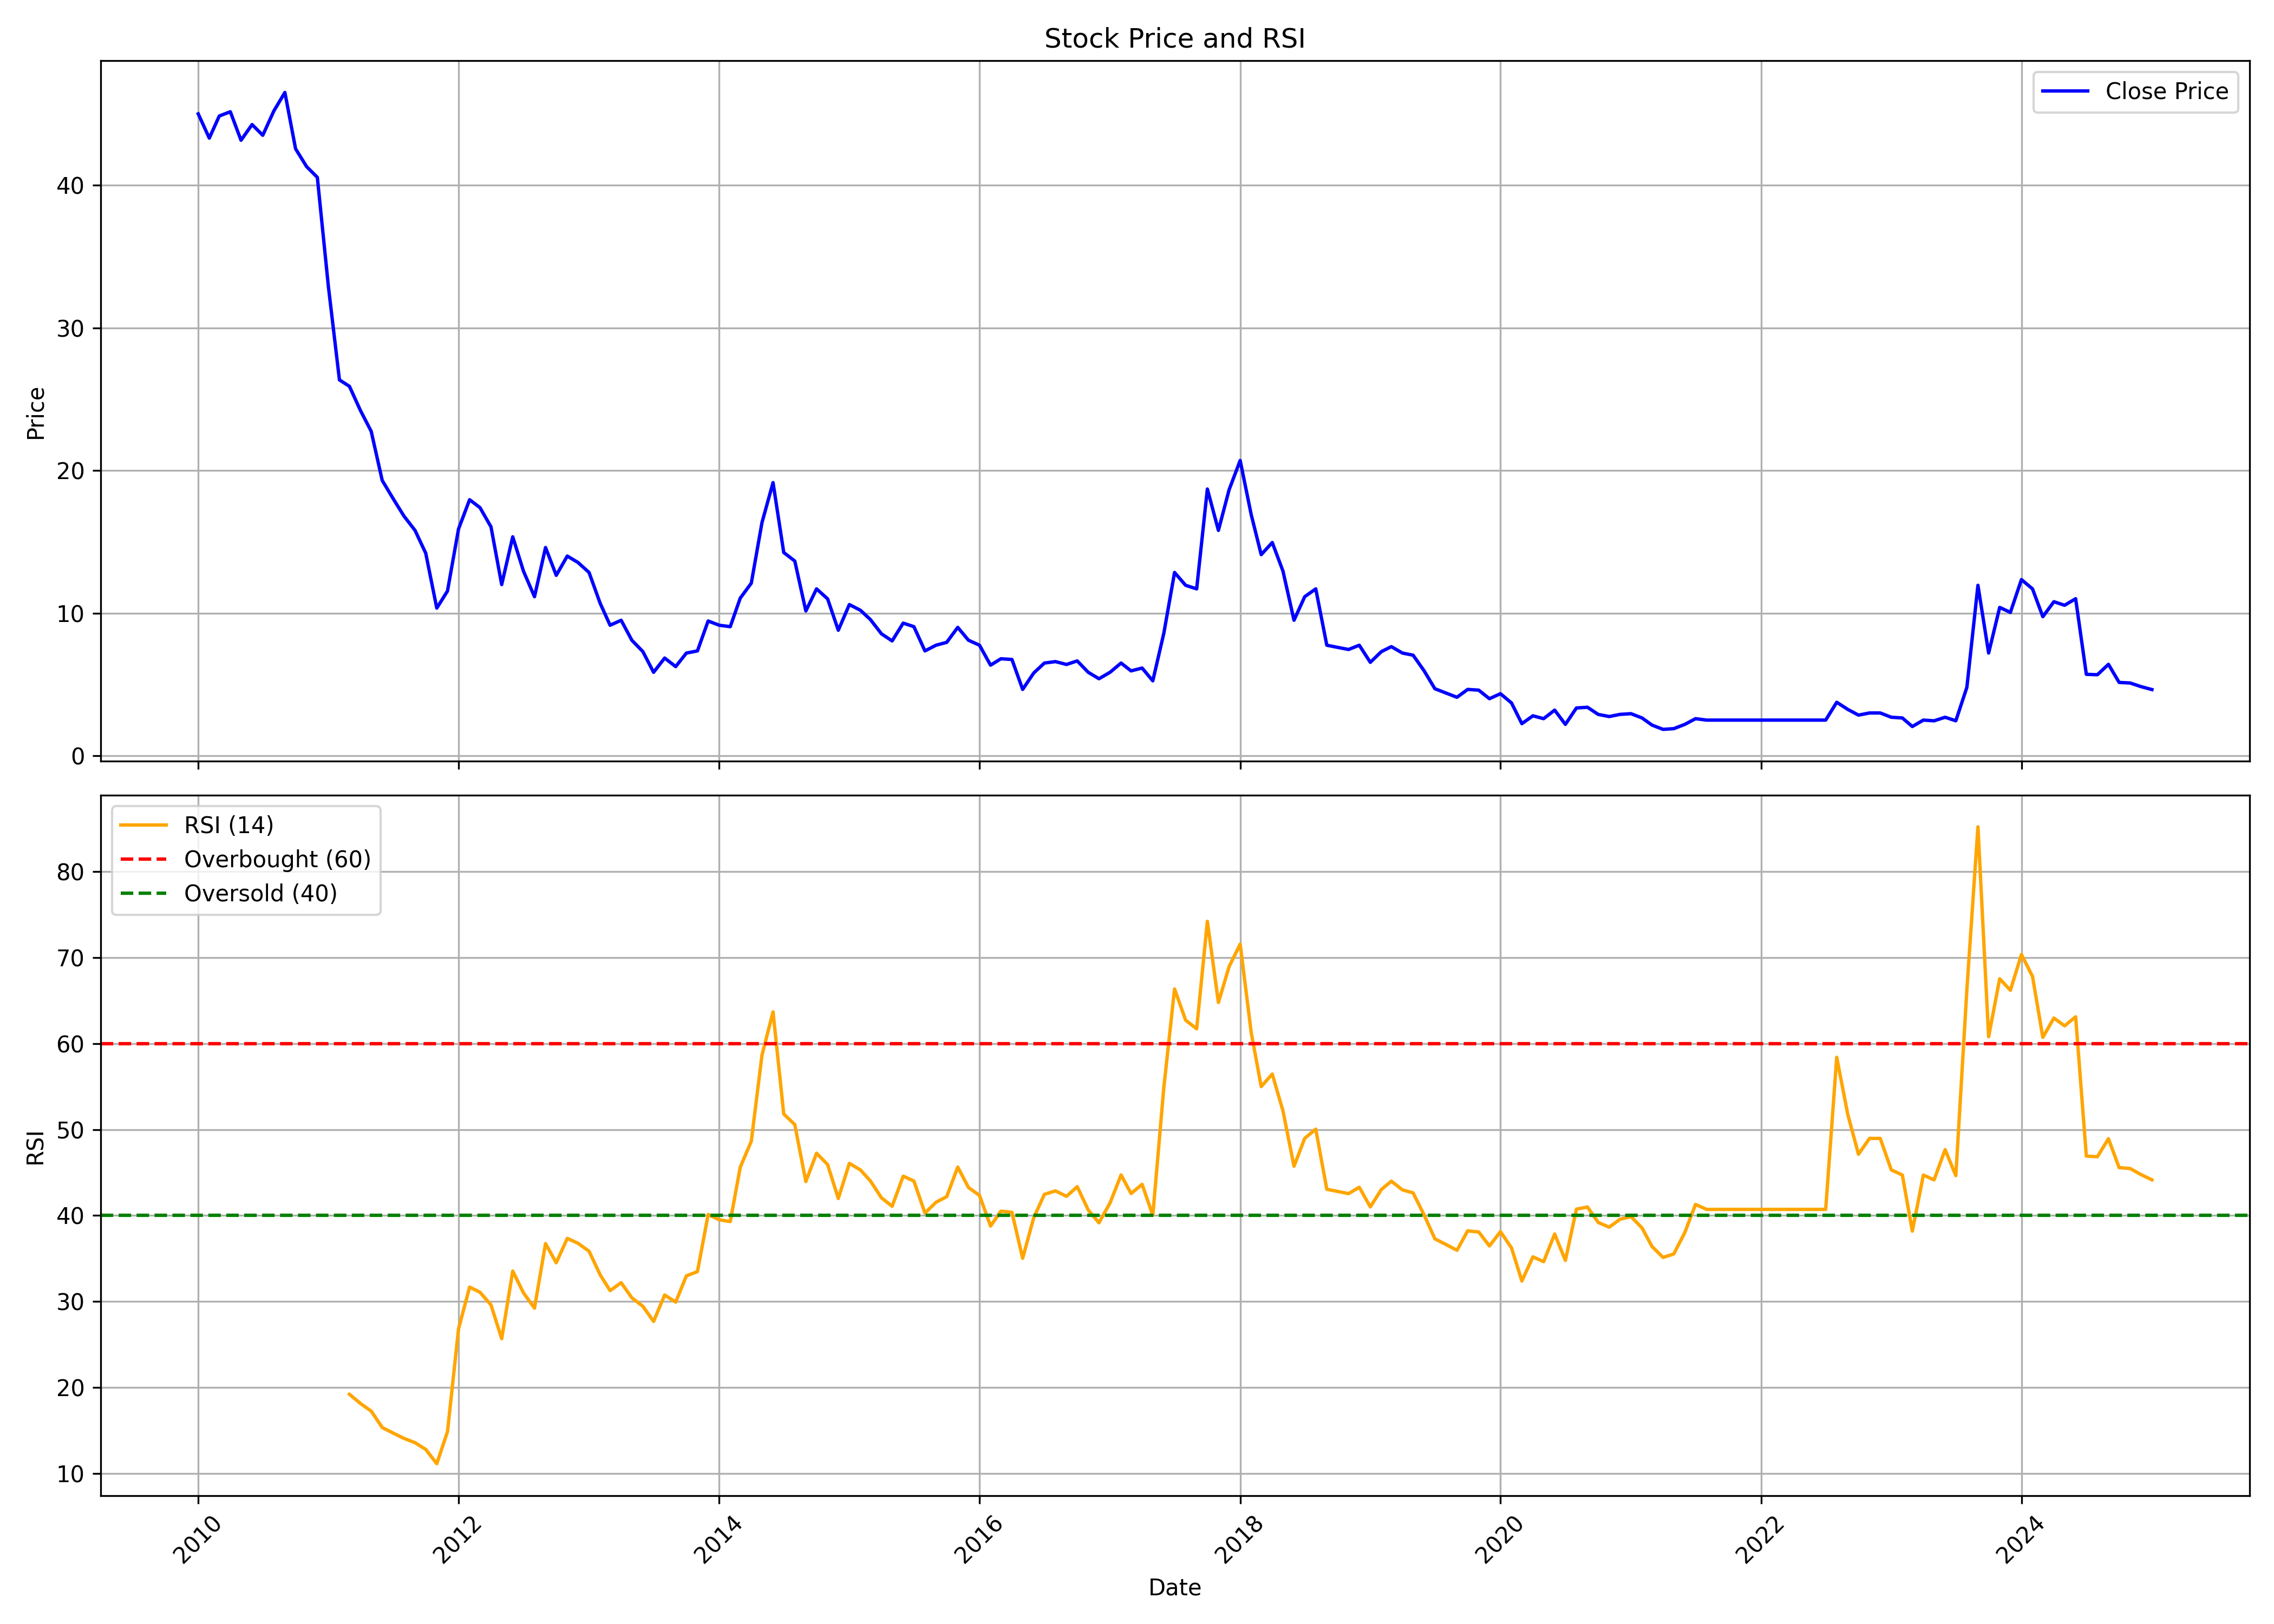 Stock Price and RSI
Close Price
Price
40
30
20
10
0
RSI (14)
Overbought (60)
Oversold (40)
RSI
80
70
60
50
40
30
20
10
2010
2012
2014
2016
2018
2020
2022
2024
Date